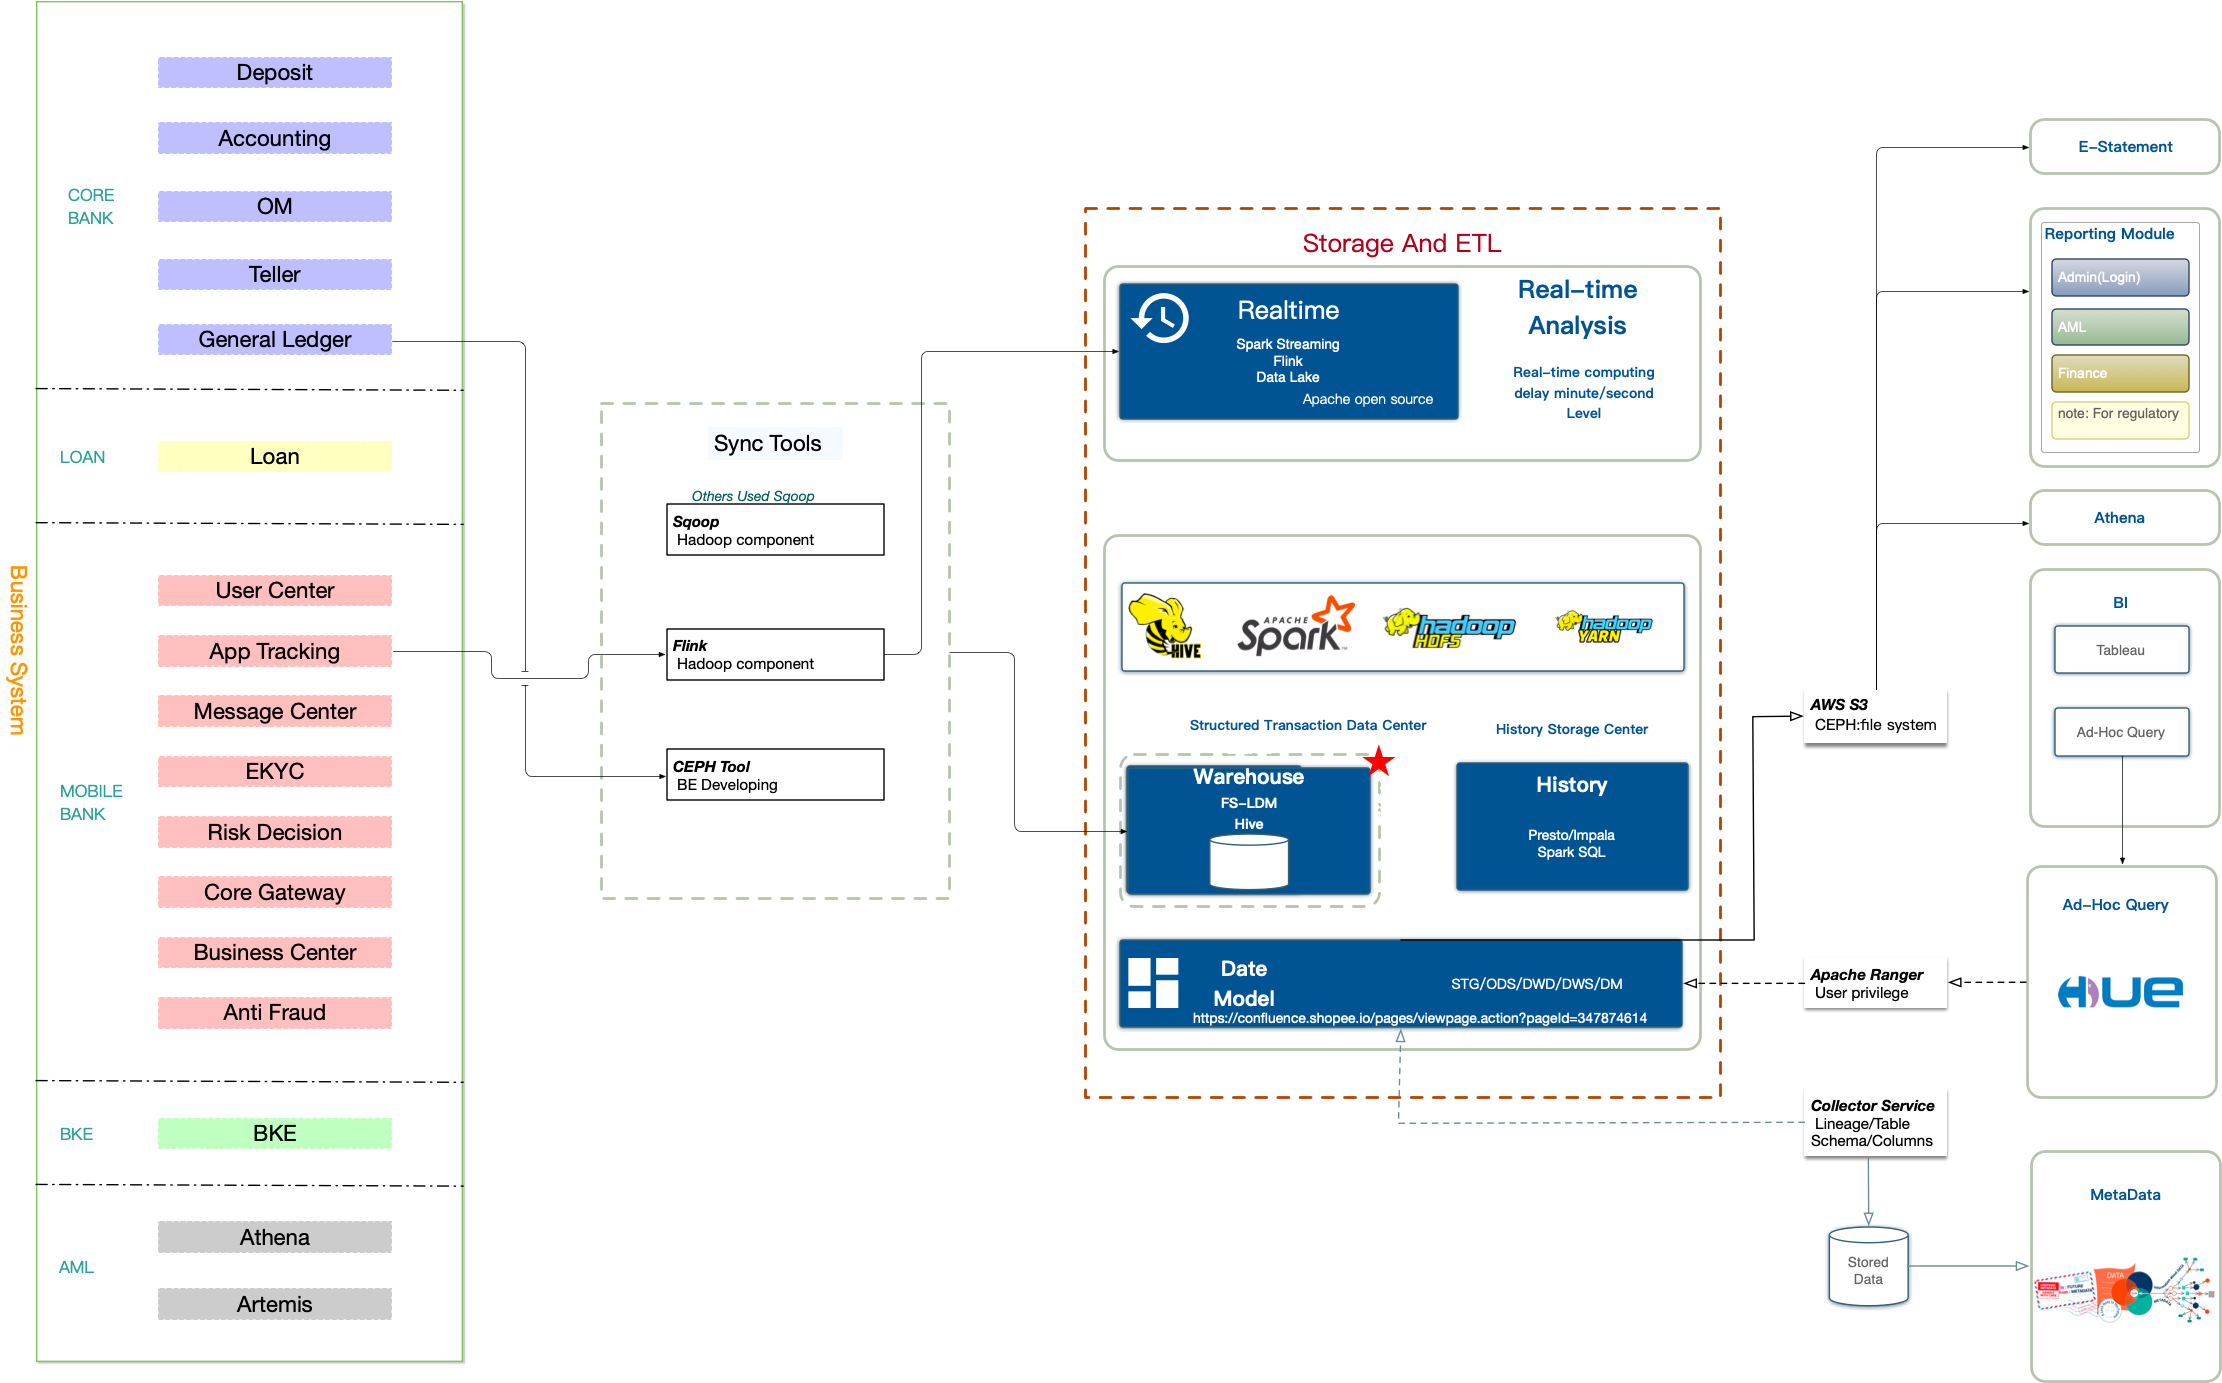 Business System
CORE
BANK
Deposit
Accounting
OM
Teller
General Ledger
LOAN
Loan
MOBILE
BANK
User Center
App Tracking
Message Center
EKYC
Risk Decision
Core Gateway
Business Center
Anti Fraud
BKE
BKE
AML
Athena
Artemis
Sync Tools
Others Used Sqoop
Sqoop
Hadoop component
Flink
Hadoop component
CEPH Tool
BE Developing
Storage And ETL
Realtime
Spark Streaming
Flink
Data Lake
Apache open source
Real-time
Analysis
Real-time computing
delay minute/second
Level
HIVE
APACHE
Spark
hadoop
HDFS
hadoop
YARN
Structured Transaction Data Center
History Storage Center
Warehouse
FS-LDM
Hive
History
Presto/Impala
Spark SQL
Date
Model
STG/ODS/DWD/DWS/DM
https://confluence.shopee.io/pages/viewpage.action?pageId=347874614
AWS S3
CEPH:file system
Apache Ranger
User privilege
Collector Service
Lineage/Table
Schema/Columns
Stored
Data
E-Statement
Reporting Module
Admin(Login)
AML
Finance
note: For regulatory
Athena
BI
Tableau
Ad-Hoc Query
Ad-Hoc Query
HUE
MetaData
DATA